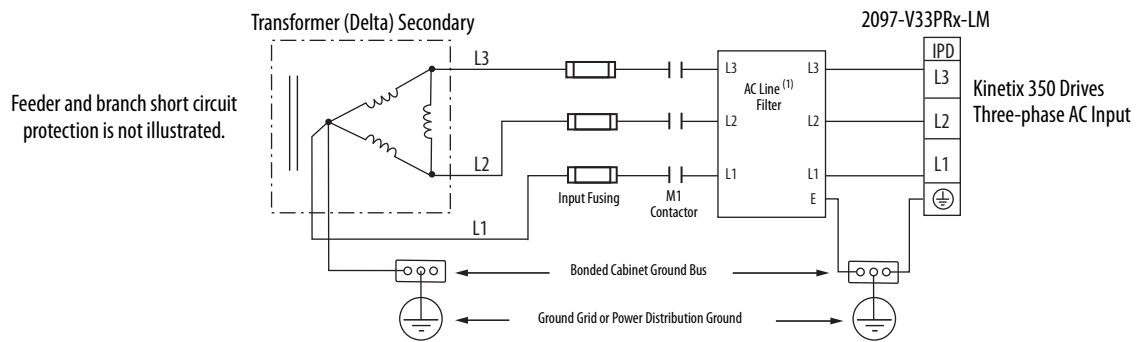 Transformer (Delta) Secondary
2097-V33PRx-LM
IPD
L3
L3
L3
L3
AC Line (1)
Filter
Kinetix 350 Drives
Three-phase AC Input
Feeder and branch short circuit
protection is not illustrated.
L2
L2
L2
L2
L1
L1
L1
Input Fusing
M1
Contactor
E
L1
Bonded Cabinet Ground Bus
Ground Grid or Power Distribution Ground